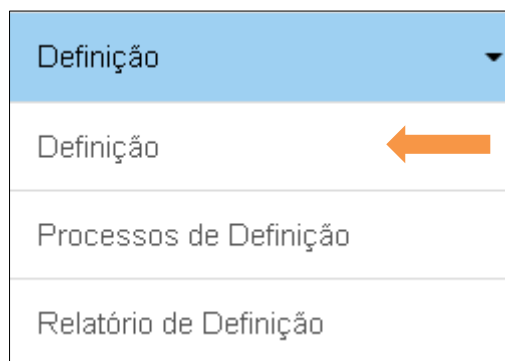 Definição
Definição
Processos de Definição
Relatório de Definição